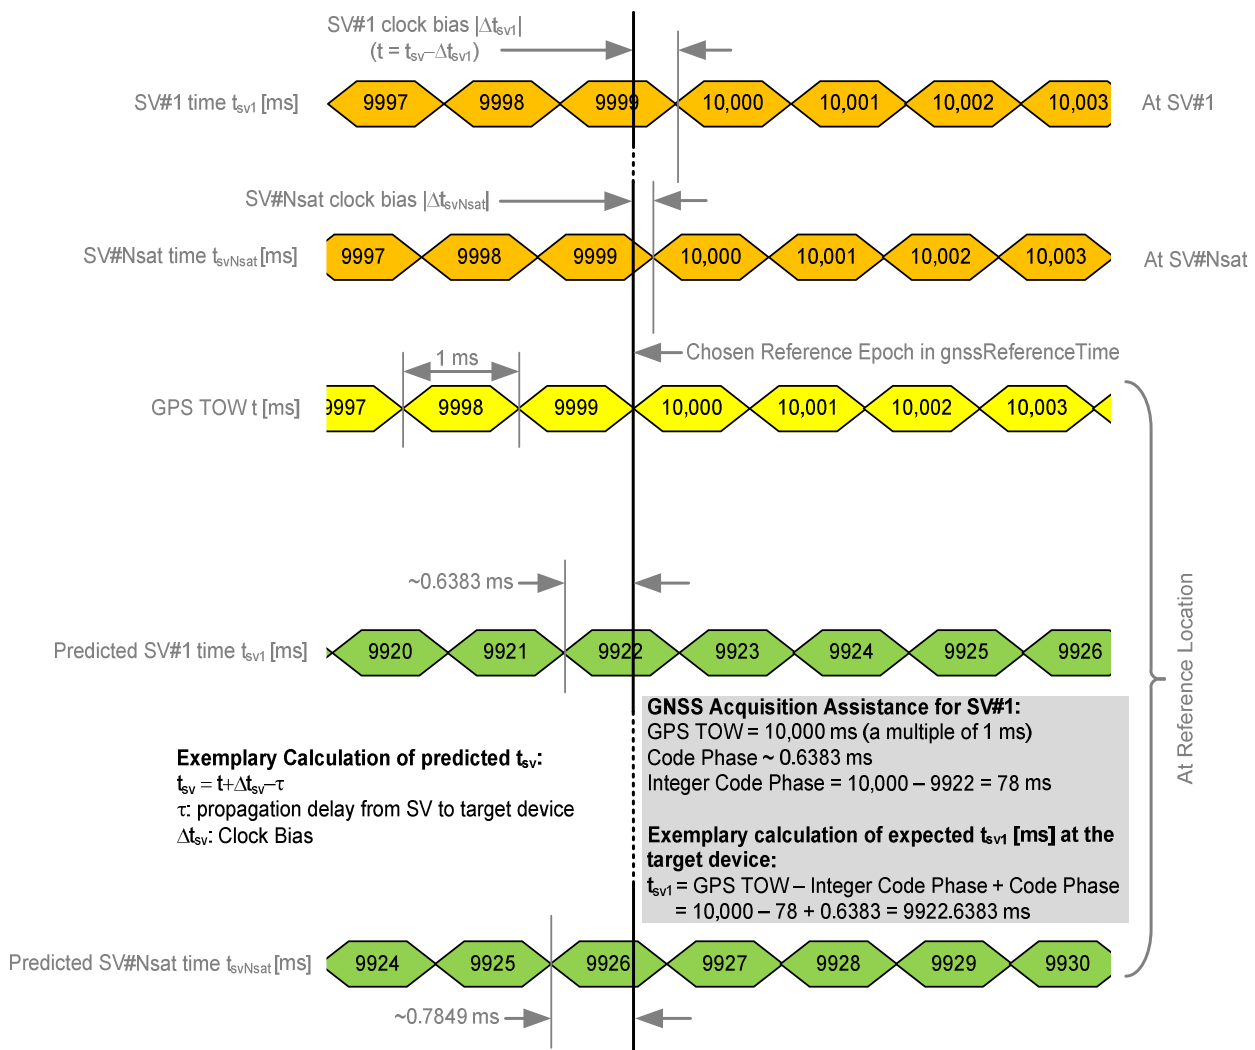 SV#1 clock bias |Δtsv1|
(t = tsv–Δtsv1)
SV#1 time tsv1 [ms]
9997 9998 9999 10,000 10,001 10,002 10,003
At SV#1
SV#Nsat clock bias |ΔtsvNsat|
SV#Nsat time tsvNsat [ms]
9997 9998 9999 10,000 10,001 10,002 10,003
At SV#Nsat
Chosen Reference Epoch in gnssReferenceTime
1 ms
GPS TOW t [ms]
9997 9998 9999 10,000 10,001 10,002 10,003
~0.6383 ms
Predicted SV#1 time tsv1 [ms]
9920 9921 9922 9923 9924 9925 9926
At Reference Location
GNSS Acquisition Assistance for SV#1:
GPS TOW = 10,000 ms (a multiple of 1 ms)
Code Phase ~ 0.6383 ms
Integer Code Phase = 10,000 – 9922 = 78 ms
Exemplary calculation of expected tsv1 [ms] at the
target device:
tsv1 = GPS TOW – Integer Code Phase + Code Phase
= 10,000 – 78 + 0.6383 = 9922.6383 ms
Exemplary Calculation of predicted tsv:
tsv = t+Δtsv–τ
τ: propagation delay from SV to target device
Δtsv: Clock Bias
Predicted SV#Nsat time tsvNsat [ms]
9924 9925 9926 9927 9928 9929 9930
~0.7849 ms